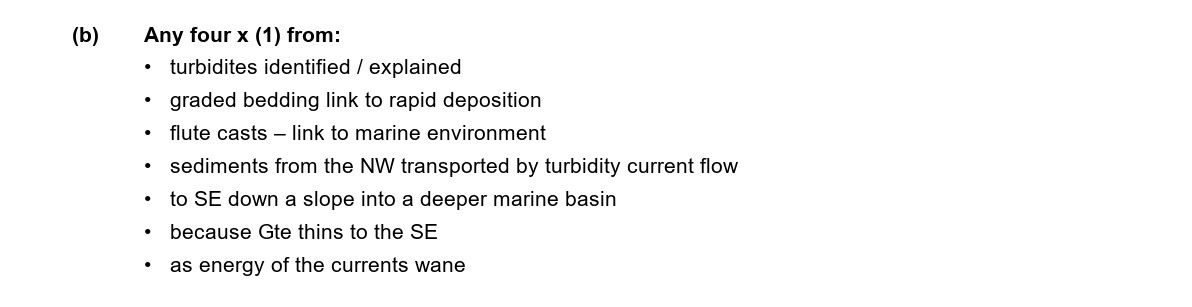 (b) Any four x (1) from:
• turbidites identified / explained
• graded bedding link to rapid deposition
• flute casts – link to marine environment
• sediments from the NW transported by turbidity current flow
• to SE down a slope into a deeper marine basin
• because Gte thins to the SE
• as energy of the currents wane